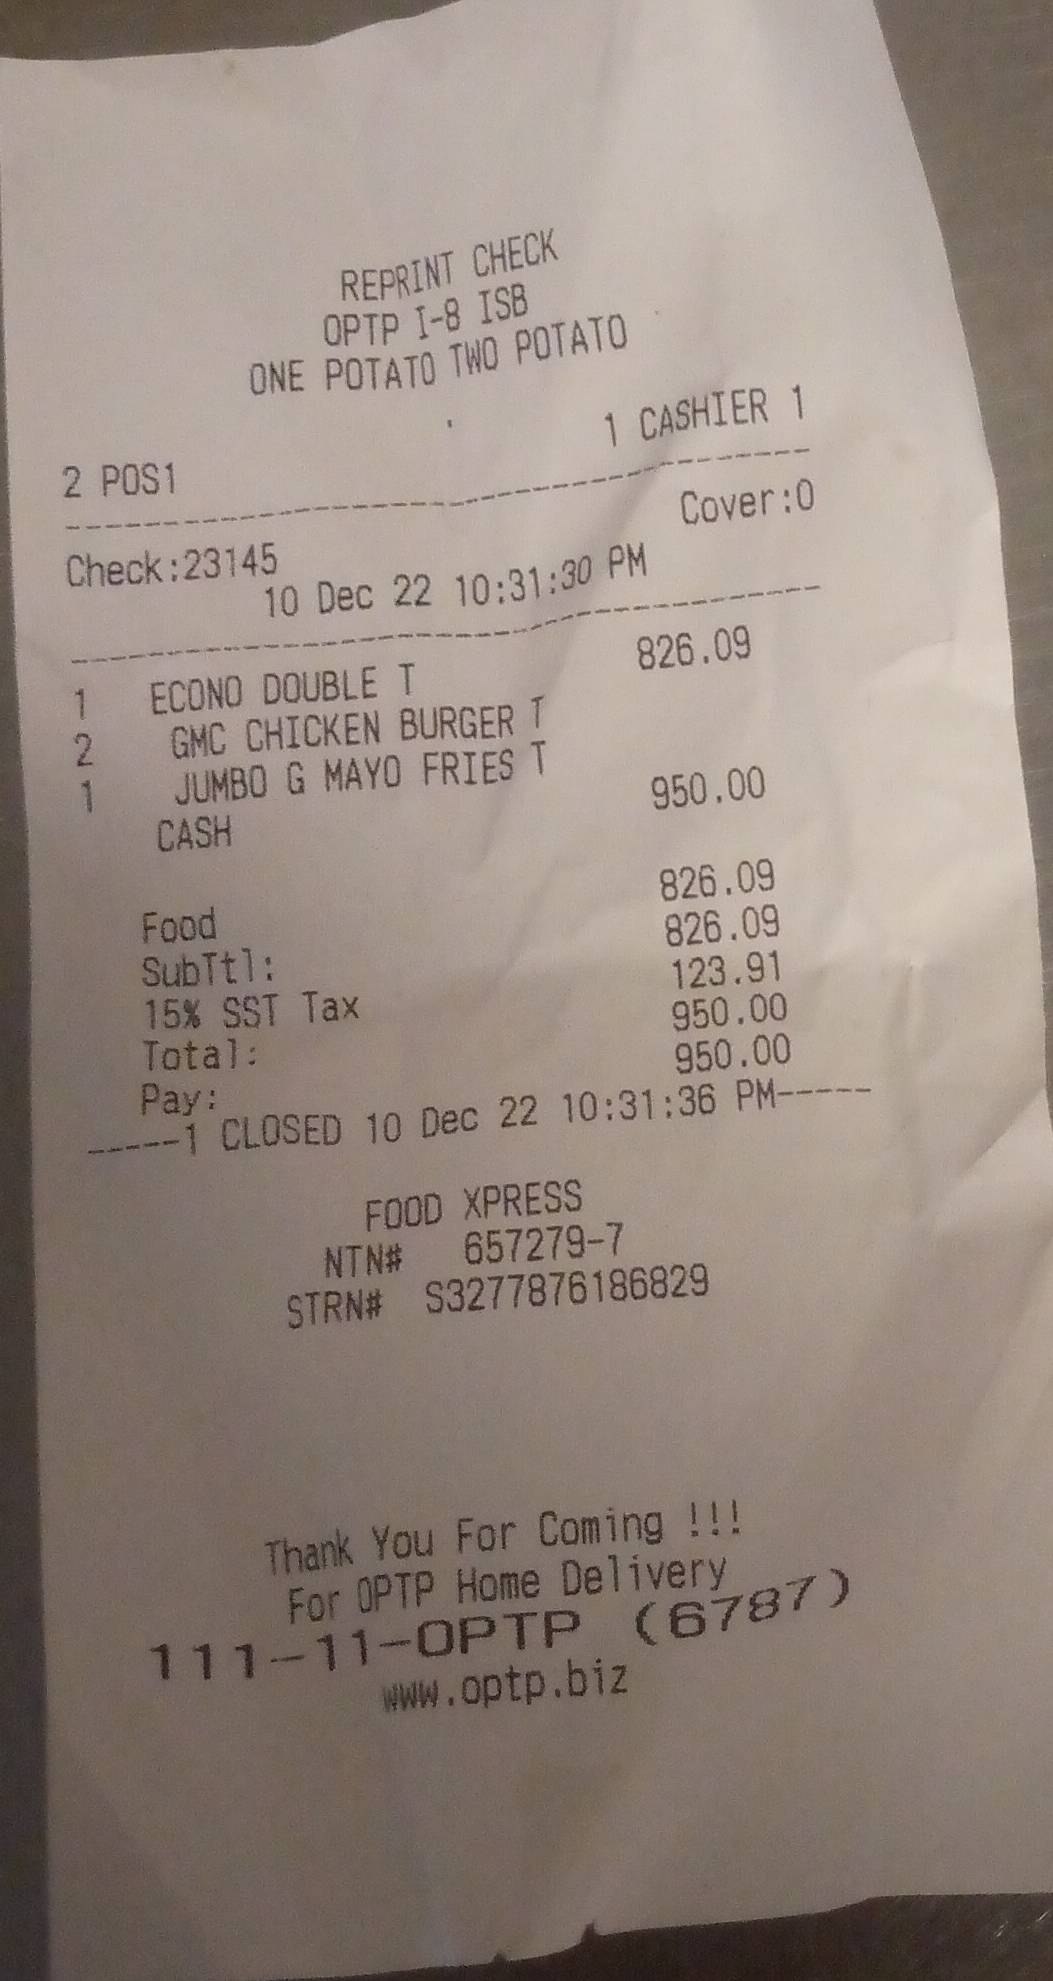 REPRINT CHECK
OPTP I-8 ISB
ONE POTATO TWO POTATO
2 POS1 1 CASHIER 1
--------------------------------
Check:23145 Cover:0
10 Dec 22 10:31:30 PM
--------------------------------
1 ECONO DOUBLE T 826.09
2 GMC CHICKEN BURGER T
1 JUMBO G MAYO FRIES T
CASH 950.00
Food 826.09
SubTtl: 826.09
15% SST Tax 123.91
Total: 950.00
Pay: 950.00
-----1 CLOSED 10 Dec 22 10:31:36 PM-----
FOOD XPRESS
NTN# 657279-7
STRN# S3277876186829
Thank You For Coming !!!
For OPTP Home Delivery
111-11-OPTP (6787)
www.optp.biz